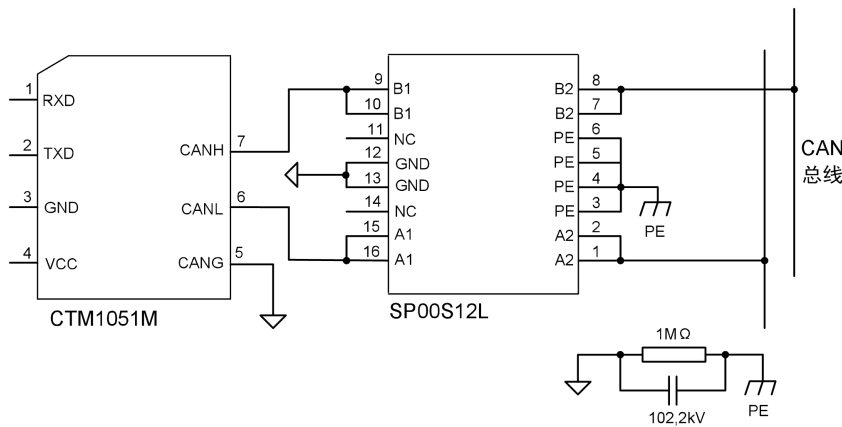 1
RXD
2
TXD
3
GND
4
VCC
CANH
7
CANL
6
CANG
5
CTM1051M
9
B1
10
B1
11
NC
12
GND
13
GND
14
NC
15
A1
16
A1
B2
8
B2
7
PE
6
PE
5
PE
4
PE
3
A2
2
A2
1
SP00S12L
PE
CAN
总线
1MΩ
102,2kV
PE